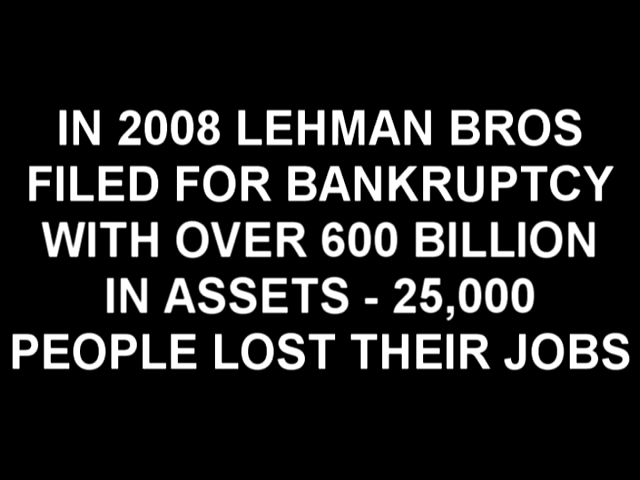 IN 2008 LEHMAN BROS
FILED FOR BANKRUPTCY
WITH OVER 600 BILLION
IN ASSETS - 25,000
PEOPLE LOST THEIR JOBS